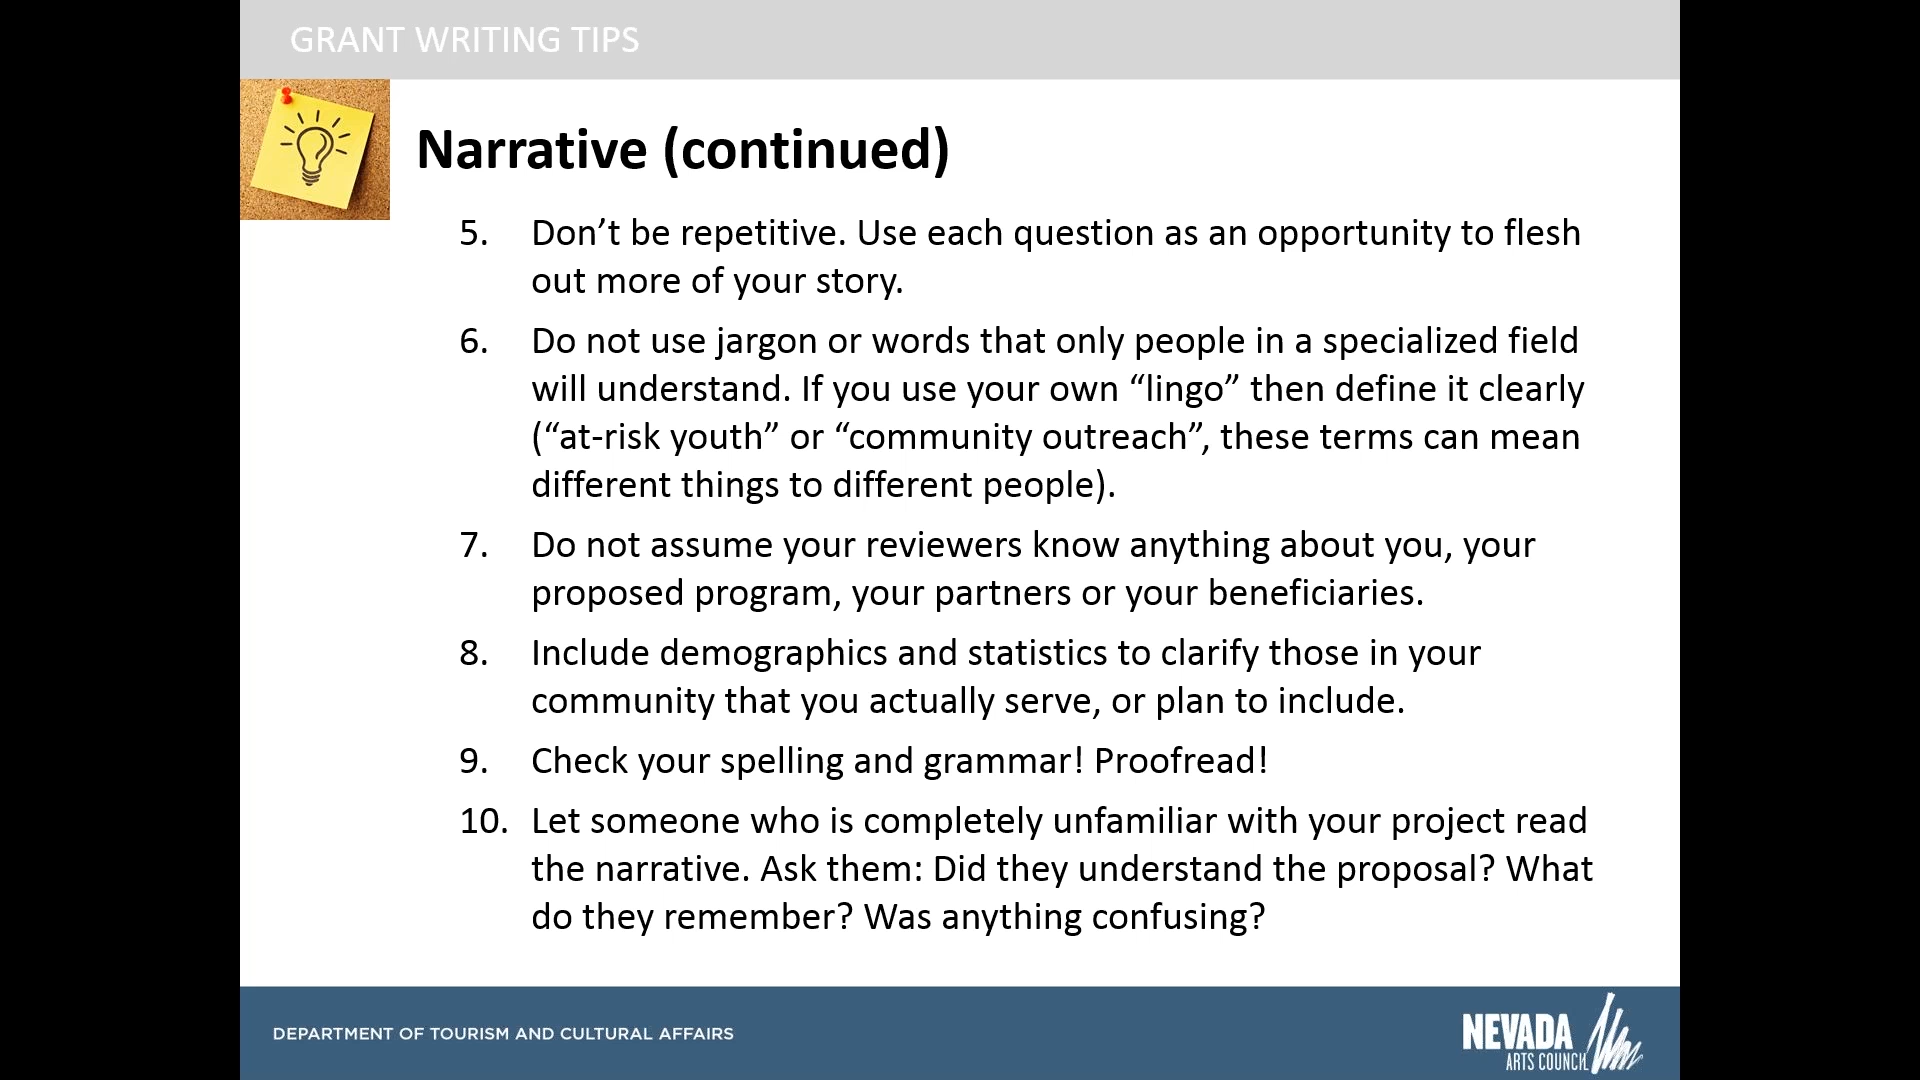 GRANT WRITING TIPS
Narrative (continued)
5. Don’t be repetitive. Use each question as an opportunity to flesh
out more of your story.
6. Do not use jargon or words that only people in a specialized field
will understand. If you use your own “lingo” then define it clearly
(“at-risk youth” or “community outreach”, these terms can mean
different things to different people).
7. Do not assume your reviewers know anything about you, your
proposed program, your partners or your beneficiaries.
8. Include demographics and statistics to clarify those in your
community that you actually serve, or plan to include.
9. Check your spelling and grammar! Proofread!
10. Let someone who is completely unfamiliar with your project read
the narrative. Ask them: Did they understand the proposal? What
do they remember? Was anything confusing?
DEPARTMENT OF TOURISM AND CULTURAL AFFAIRS
NEVADA
ARTS COUNCIL